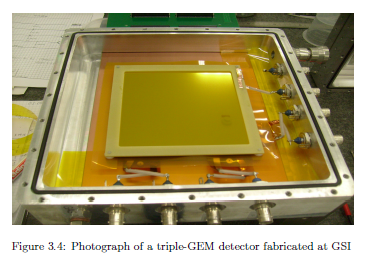 Figure 3.4: Photograph of a triple-GEM detector fabricated at GSI